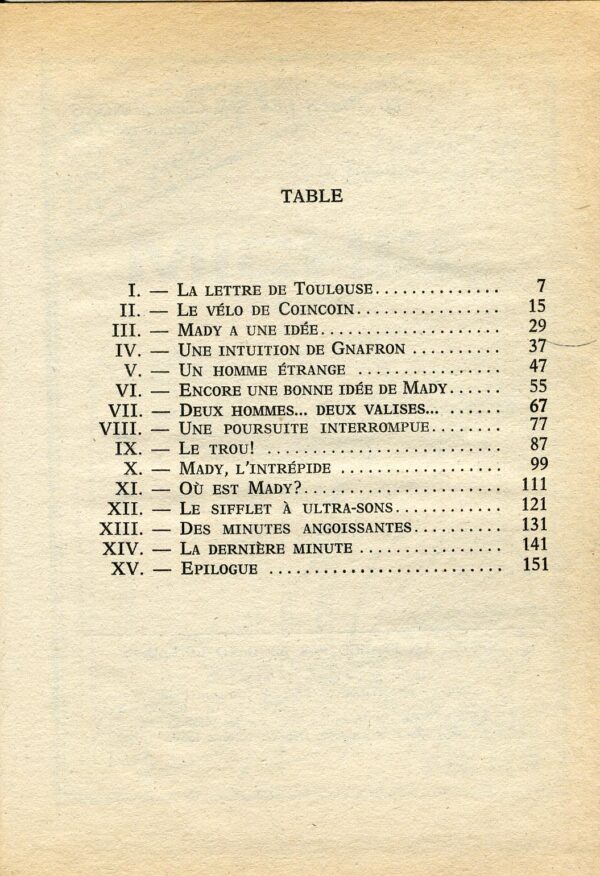 TABLE
I. — La lettre de Toulouse............... 7
II. — Le vélo de Coincoin................. 15
III. — Mady a une idée..................... 29
IV. — Une intuition de Gnafron .......... 37
V. — Un homme étrange ................. 47
VI. — Encore une bonne idée de Mady...... 55
VII. — Deux hommes... deux valises... ...... 67
VIII. — Une poursuite interrompue......... 77
IX. — Le trou! .......................... 87
X. — Mady, l'intrépide ................... 99
XI. — Où est Mady?...................... 111
XII. — Le sifflet à ultra-sons............. 121
XIII. — Des minutes angoissantes........... 131
XIV. — La dernière minute ................ 141
XV. — Epilogue .......................... 151